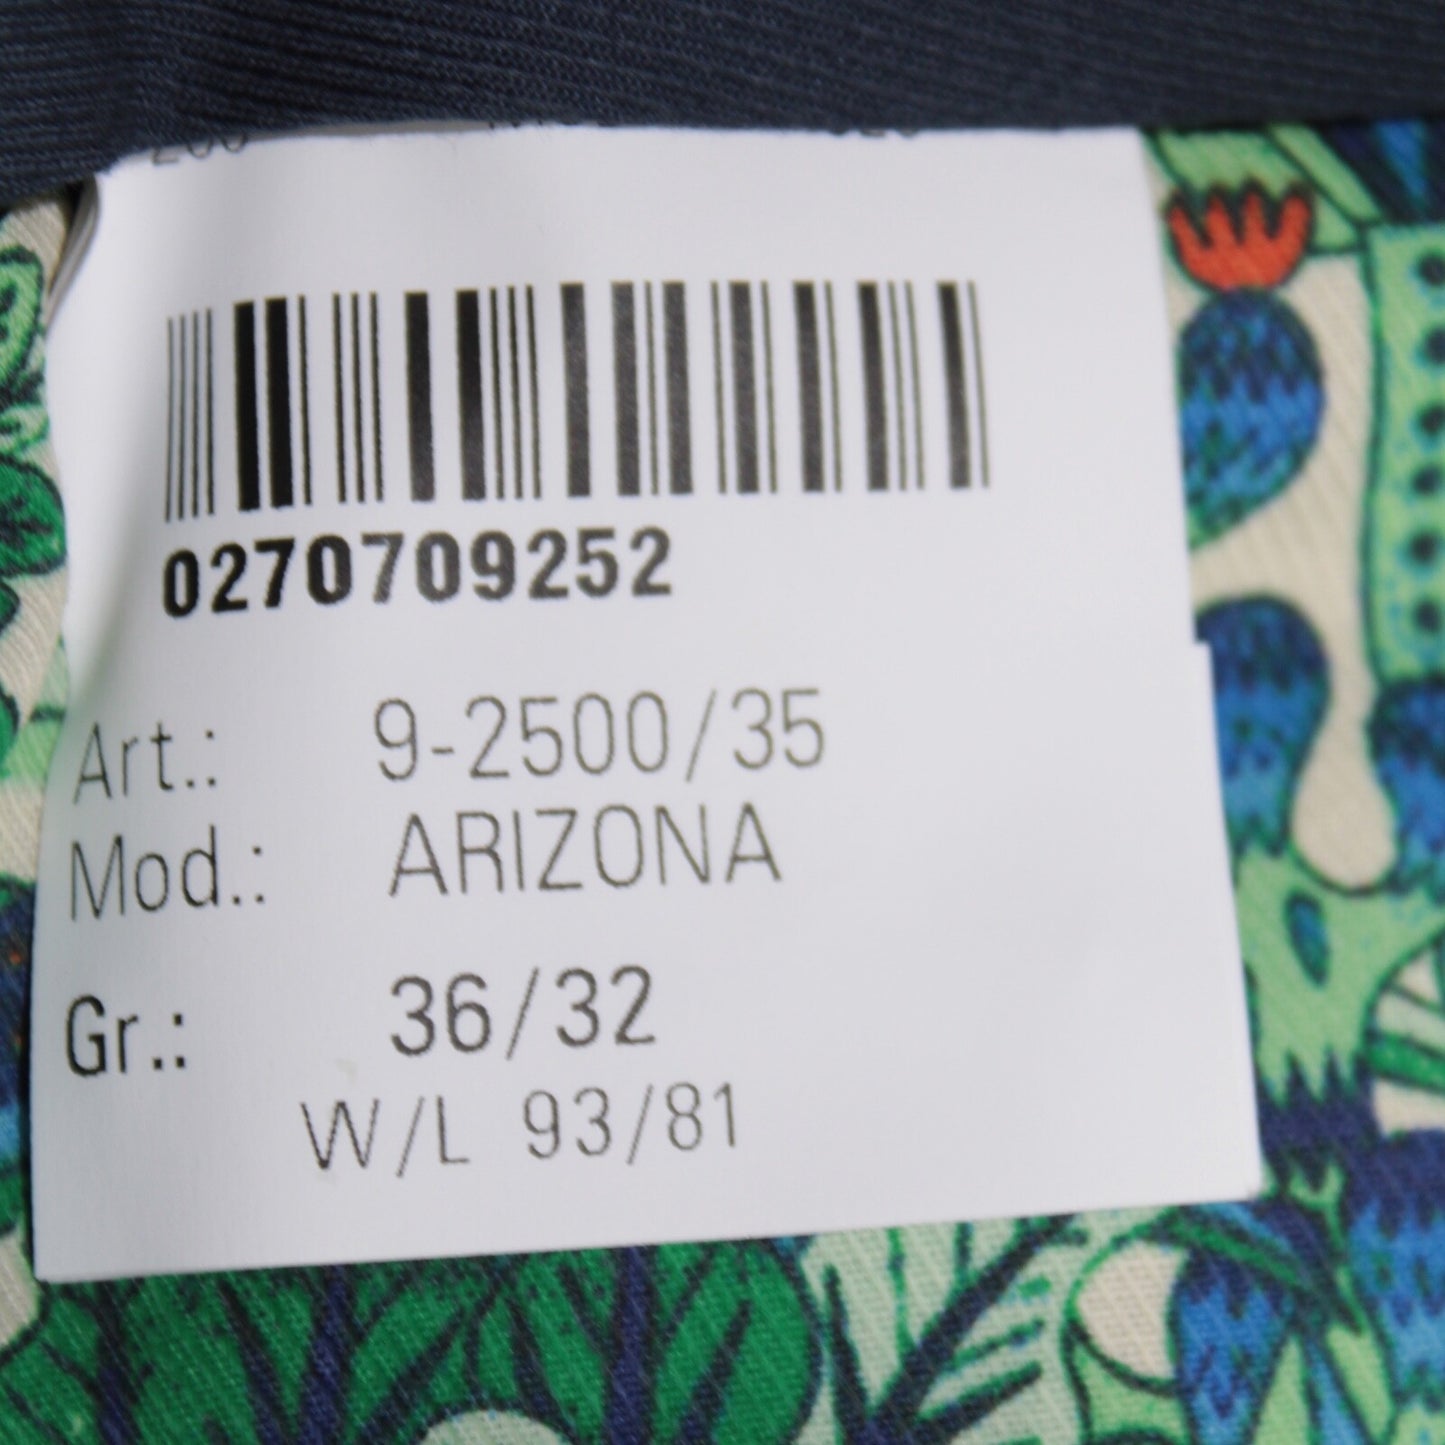 0270709252
Art.: 9-2500/35
Mod.: ARIZONA
Gr.: 36/32
W/L 93/81